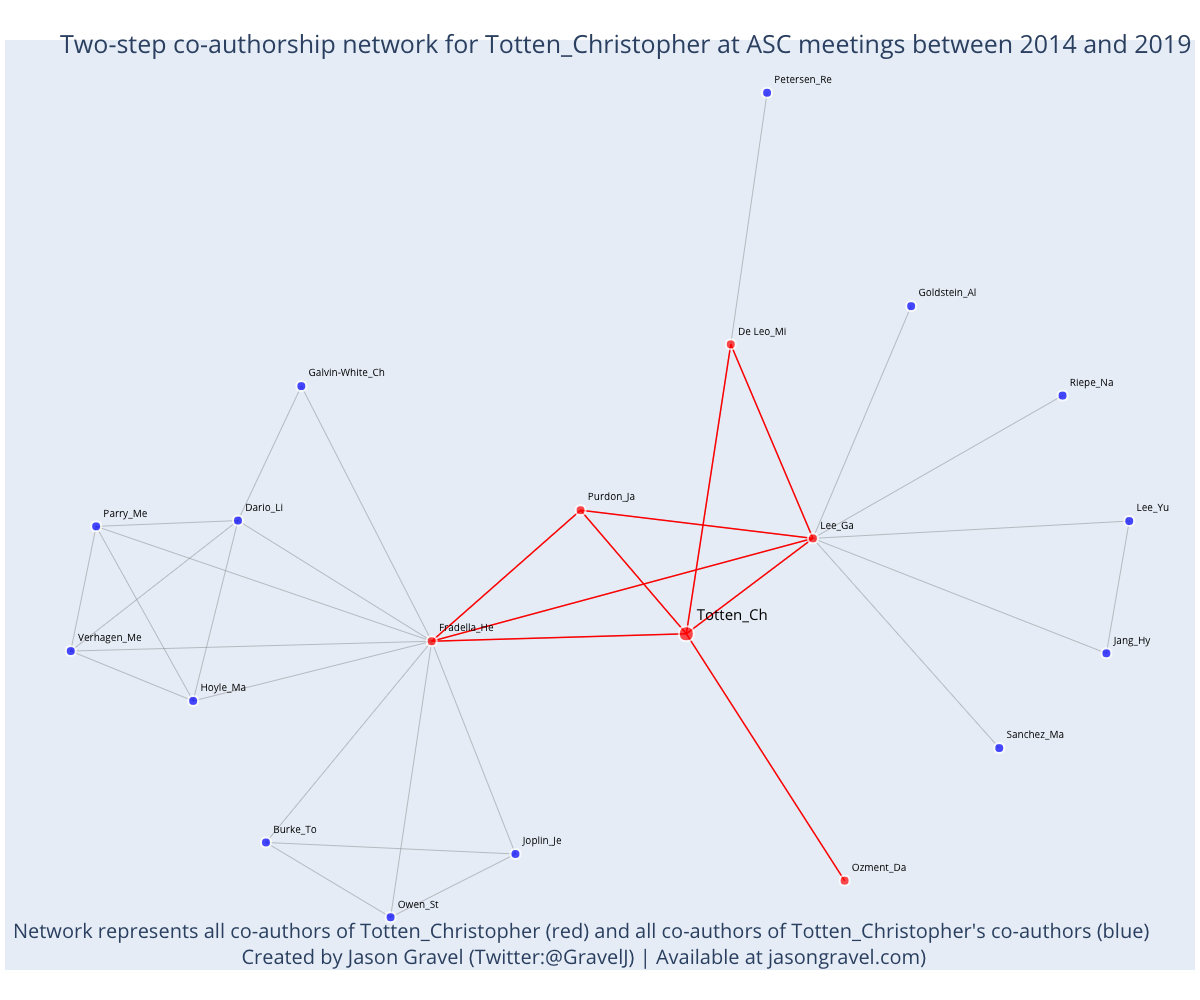 Two-step co-authorship network for Totten_Christopher at ASC meetings between 2014 and 2019
Petersen_Re
Goldstein_Al
De Leo_Mi
Galvin-White_Ch
Riepe_Na
Purdon_Ja
Dario_Li
Lee_Yu
Parry_Me
Lee_Ga
Totten_Ch
Fradella_He
Verhagen_Me
Jang_Hy
Hoyle_Ma
Sanchez_Ma
Burke_To
Joplin_Je
Ozment_Da
Owen_St
Network represents all co-authors of Totten_Christopher (red) and all co-authors of Totten_Christopher's co-authors (blue)
Created by Jason Gravel (Twitter:@GravelJ) | Available at jasongravel.com)